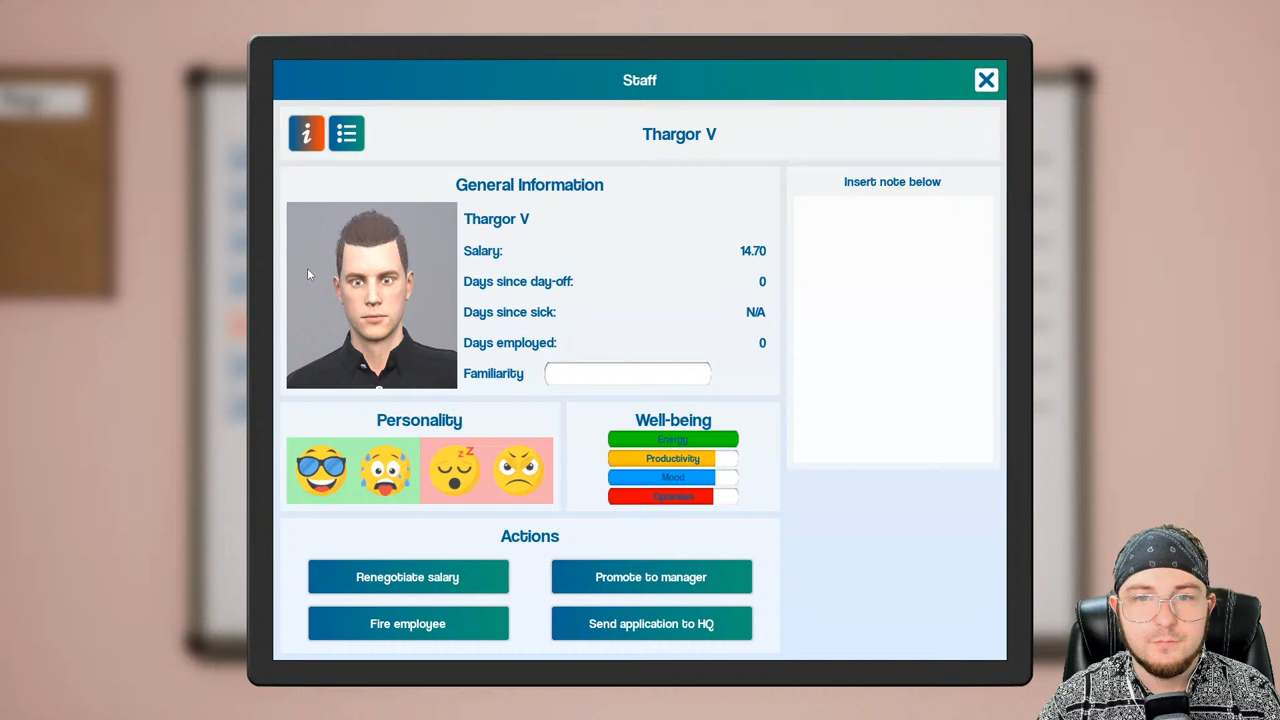 Staff
Thargor V
General Information
Thargor V
Salary: 14.70
Days since day-off: 0
Days since sick: N/A
Days employed: 0
Familiarity
Insert note below
Personality
Well-being
Energy
Productivity
Mood
Optimism
Actions
Renegotiate salary
Promote to manager
Fire employee
Send application to HQ